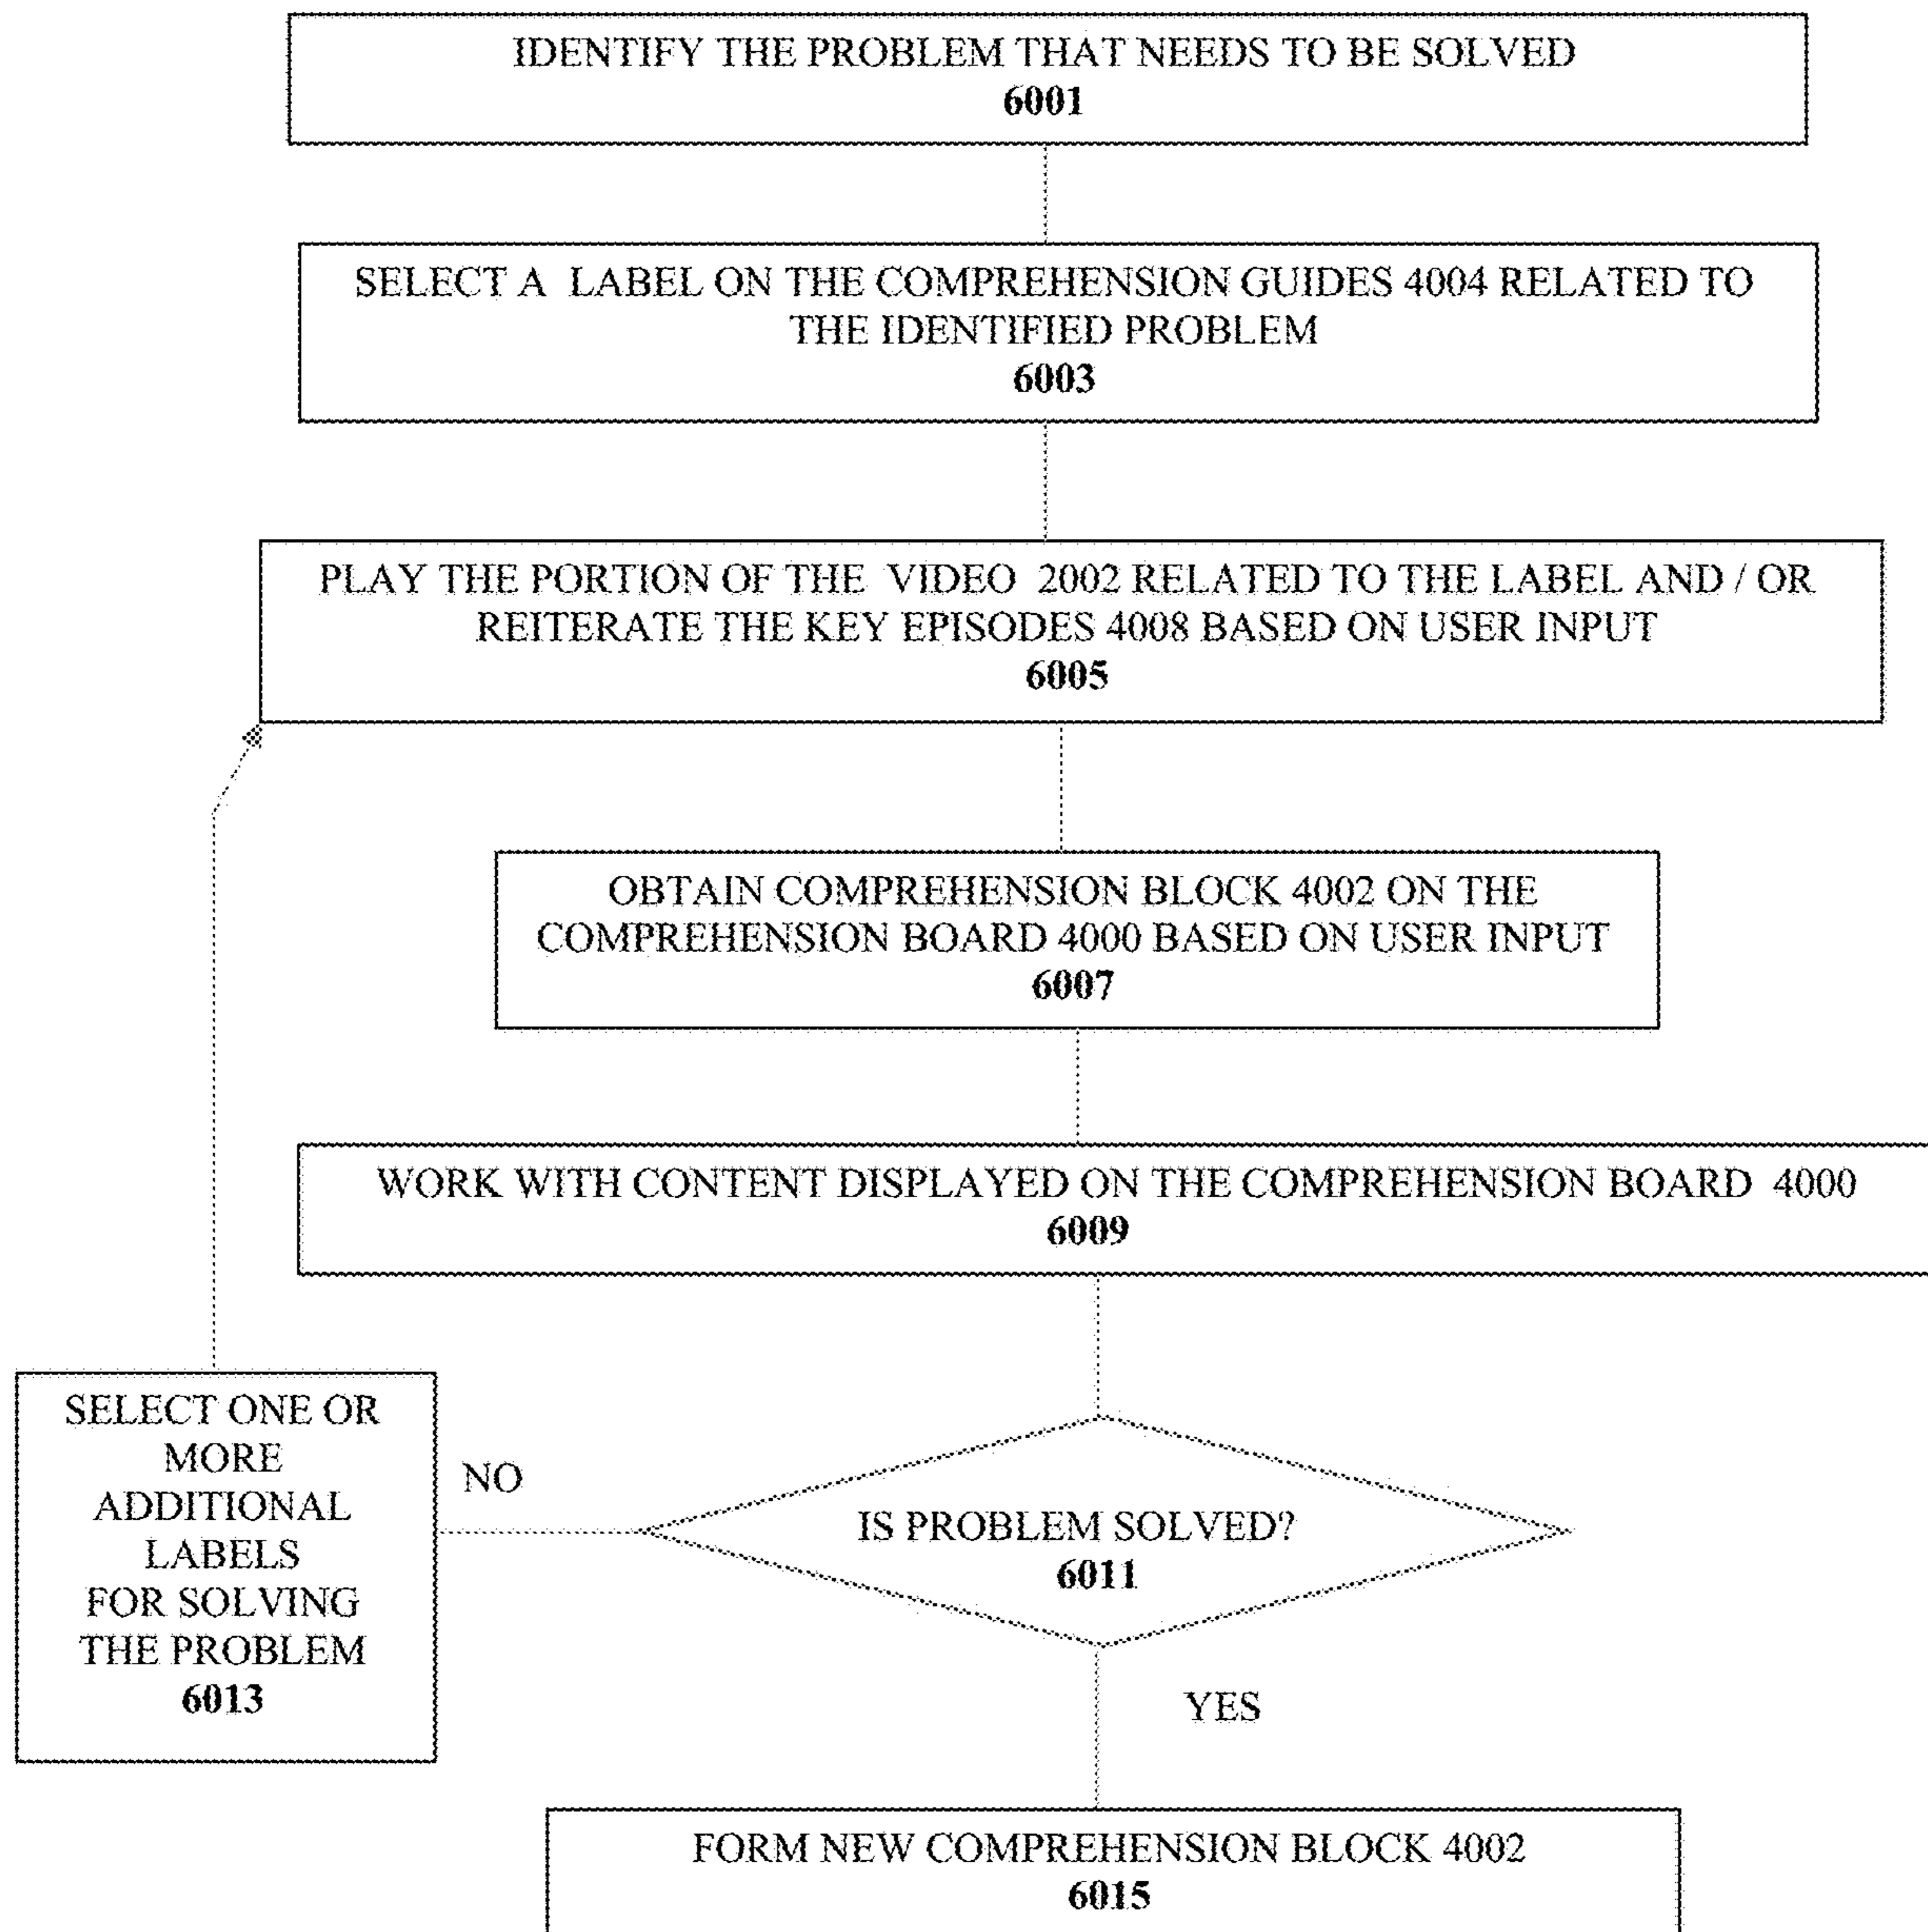 IDENTIFY THE PROBLEM THAT NEEDS TO BE SOLVED
6001
SELECT A LABEL ON THE COMPREHENSION GUIDES 4004 RELATED TO
THE IDENTIFIED PROBLEM
6003
PLAY THE PORTION OF THE VIDEO 2002 RELATED TO THE LABEL AND / OR
REITERATE THE KEY EPISODES 4008 BASED ON USER INPUT
6005
OBTAIN COMPREHENSION BLOCK 4002 ON THE
COMPREHENSION BOARD 4000 BASED ON USER INPUT
6007
WORK WITH CONTENT DISPLAYED ON THE COMPREHENSION BOARD 4000
6009
SELECT ONE OR
MORE
ADDITIONAL
LABELS
FOR SOLVING
THE PROBLEM
6013
NO
IS PROBLEM SOLVED?
6011
YES
FORM NEW COMPREHENSION BLOCK 4002
6015